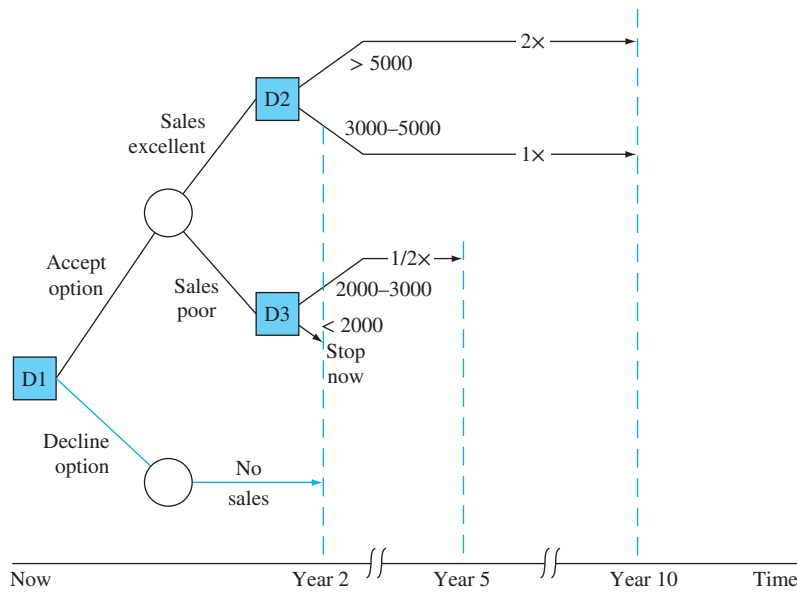 2×
> 5000
D2
Sales
excellent
3000–5000
1×
Accept
option
Sales
poor
1/2×
2000–3000
D3
< 2000
Stop
now
D1
Decline
option
No
sales
Now
Year 2
Year 5
Year 10
Time